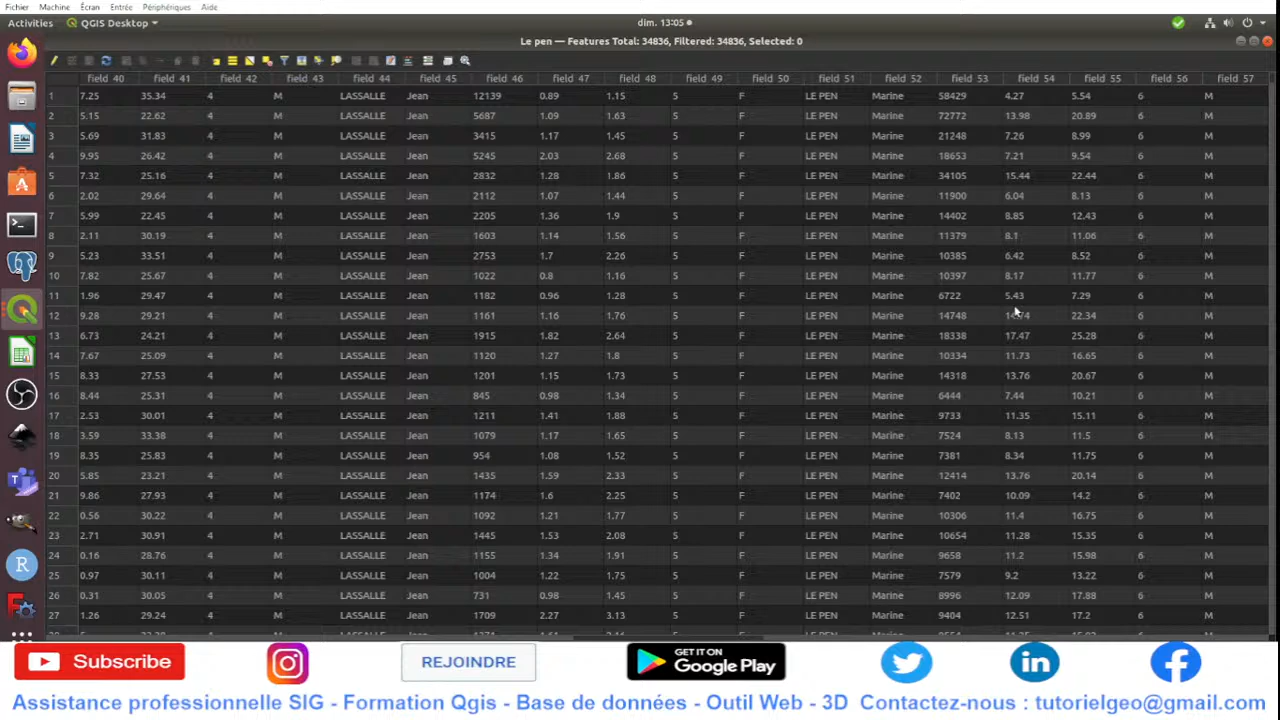 Fichier Machine Écran Entrée Périphériques Aide
Activities QGIS Desktop dim. 13:05
Le pen — Features Total: 34836, Filtered: 34836, Selected: 0
field 40 field 41 field 42 field 43 field 44 field 45 field 46 field 47 field 48 field 49 field 50 field 51 field 52 field 53 field 54 field 55 field 56 field 57
1 7.25 35.34 4 M LASSALLE Jean 12139 0.89 1.15 5 F LE PEN Marine 58429 4.27 5.54 6 M
2 5.15 22.62 4 M LASSALLE Jean 5687 1.09 1.63 5 F LE PEN Marine 72772 13.98 20.89 6 M
3 5.69 31.83 4 M LASSALLE Jean 3415 1.17 1.45 5 F LE PEN Marine 21248 7.26 8.99 6 M
4 9.95 26.42 4 M LASSALLE Jean 5245 2.03 2.68 5 F LE PEN Marine 18653 7.21 9.54 6 M
5 7.32 25.16 4 M LASSALLE Jean 2832 1.28 1.86 5 F LE PEN Marine 34105 15.44 22.44 6 M
6 2.02 29.64 4 M LASSALLE Jean 2112 1.07 1.44 5 F LE PEN Marine 11900 6.04 8.13 6 M
7 5.99 22.45 4 M LASSALLE Jean 2205 1.36 1.9 5 F LE PEN Marine 14402 8.85 12.43 6 M
8 2.11 30.19 4 M LASSALLE Jean 1603 1.14 1.56 5 F LE PEN Marine 11379 8.1 11.06 6 M
9 5.23 33.51 4 M LASSALLE Jean 2753 1.7 2.26 5 F LE PEN Marine 10385 6.42 8.52 6 M
10 7.82 25.67 4 M LASSALLE Jean 1022 0.8 1.16 5 F LE PEN Marine 10397 8.17 11.77 6 M
11 1.96 29.47 4 M LASSALLE Jean 1182 0.96 1.28 5 F LE PEN Marine 6722 5.43 7.29 6 M
12 9.28 29.21 4 M LASSALLE Jean 1161 1.16 1.76 5 F LE PEN Marine 14748 22.34 6 M
13 6.73 24.21 4 M LASSALLE Jean 1915 1.82 2.64 5 F LE PEN Marine 18338 17.47 25.28 6 M
14 7.67 25.09 4 M LASSALLE Jean 1120 1.27 1.8 5 F LE PEN Marine 10334 11.73 16.65 6 M
15 8.33 27.53 4 M LASSALLE Jean 1201 1.15 1.73 5 F LE PEN Marine 14318 13.76 20.67 6 M
16 8.44 25.31 4 M LASSALLE Jean 845 0.98 1.34 5 F LE PEN Marine 6444 7.44 10.21 6 M
17 2.53 30.01 4 M LASSALLE Jean 1211 1.41 1.88 5 F LE PEN Marine 9733 11.35 15.11 6 M
18 3.59 33.38 4 M LASSALLE Jean 1079 1.17 1.65 5 F LE PEN Marine 7524 8.13 11.5 6 M
19 8.35 25.83 4 M LASSALLE Jean 954 1.08 1.52 5 F LE PEN Marine 7381 8.34 11.75 6 M
20 5.85 23.21 4 M LASSALLE Jean 1435 1.59 2.33 5 F LE PEN Marine 12414 13.76 20.14 6 M
21 9.86 27.93 4 M LASSALLE Jean 1174 1.6 2.25 5 F LE PEN Marine 7402 10.09 14.2 6 M
22 0.56 30.22 4 M LASSALLE Jean 1092 1.21 1.77 5 F LE PEN Marine 10306 11.4 16.75 6 M
23 2.71 30.91 4 M LASSALLE Jean 1445 1.53 2.08 5 F LE PEN Marine 10654 11.28 15.35 6 M
24 0.16 28.76 4 M LASSALLE Jean 1155 1.34 1.91 5 F LE PEN Marine 9658 11.2 15.98 6 M
25 0.97 30.11 4 M LASSALLE Jean 1004 1.22 1.75 5 F LE PEN Marine 7579 9.2 13.22 6 M
26 0.31 30.05 4 M LASSALLE Jean 731 0.98 1.45 5 F LE PEN Marine 8996 12.09 17.88 6 M
27 1.26 29.24 4 M LASSALLE Jean 1709 2.27 3.13 5 F LE PEN Marine 9404 12.51 17.2 6 M
Subscribe REJOINDRE GET IT ON Google Play
Assistance professionnelle SIG - Formation Qgis - Base de données - Outil Web - 3D Contactez-nous : tutorielgeo@gmail.com